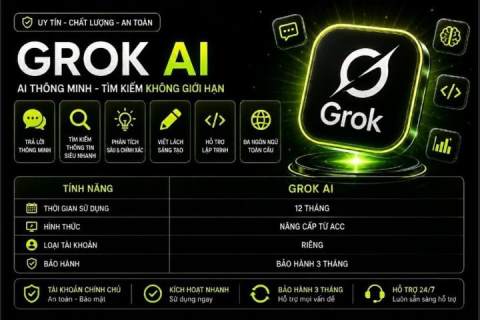 UY TÍN - CHẤT LƯỢNG - AN TOÀN
GROK AI
AI THÔNG MINH - TÌM KIẾM KHÔNG GIỚI HẠN
TRẢ LỜI
THÔNG MINH
TÌM KIẾM
THÔNG TIN
SIÊU NHANH
PHÂN TÍCH
SÂU & CHÍNH XÁC
VIẾT LÁCH
SÁNG TẠO
HỖ TRỢ
LẬP TRÌNH
ĐA NGÔN NGỮ
TOÀN CẦU
Grok
</>
TÍNH NĂNG GROK AI
THỜI GIAN SỬ DỤNG 12 THÁNG
HÌNH THỨC NÂNG CẤP TỪ ACC
LOẠI TÀI KHOẢN RIÊNG
BẢO HÀNH BẢO HÀNH 3 THÁNG
TÀI KHOẢN CHÍNH CHỦ
An toàn - Bảo mật
KÍCH HOẠT NHANH
Sử dụng ngay
BẢO HÀNH 3 THÁNG
Hỗ trợ mọi vấn đề
HỖ TRỢ 24/7
Luôn sẵn sàng hỗ trợ